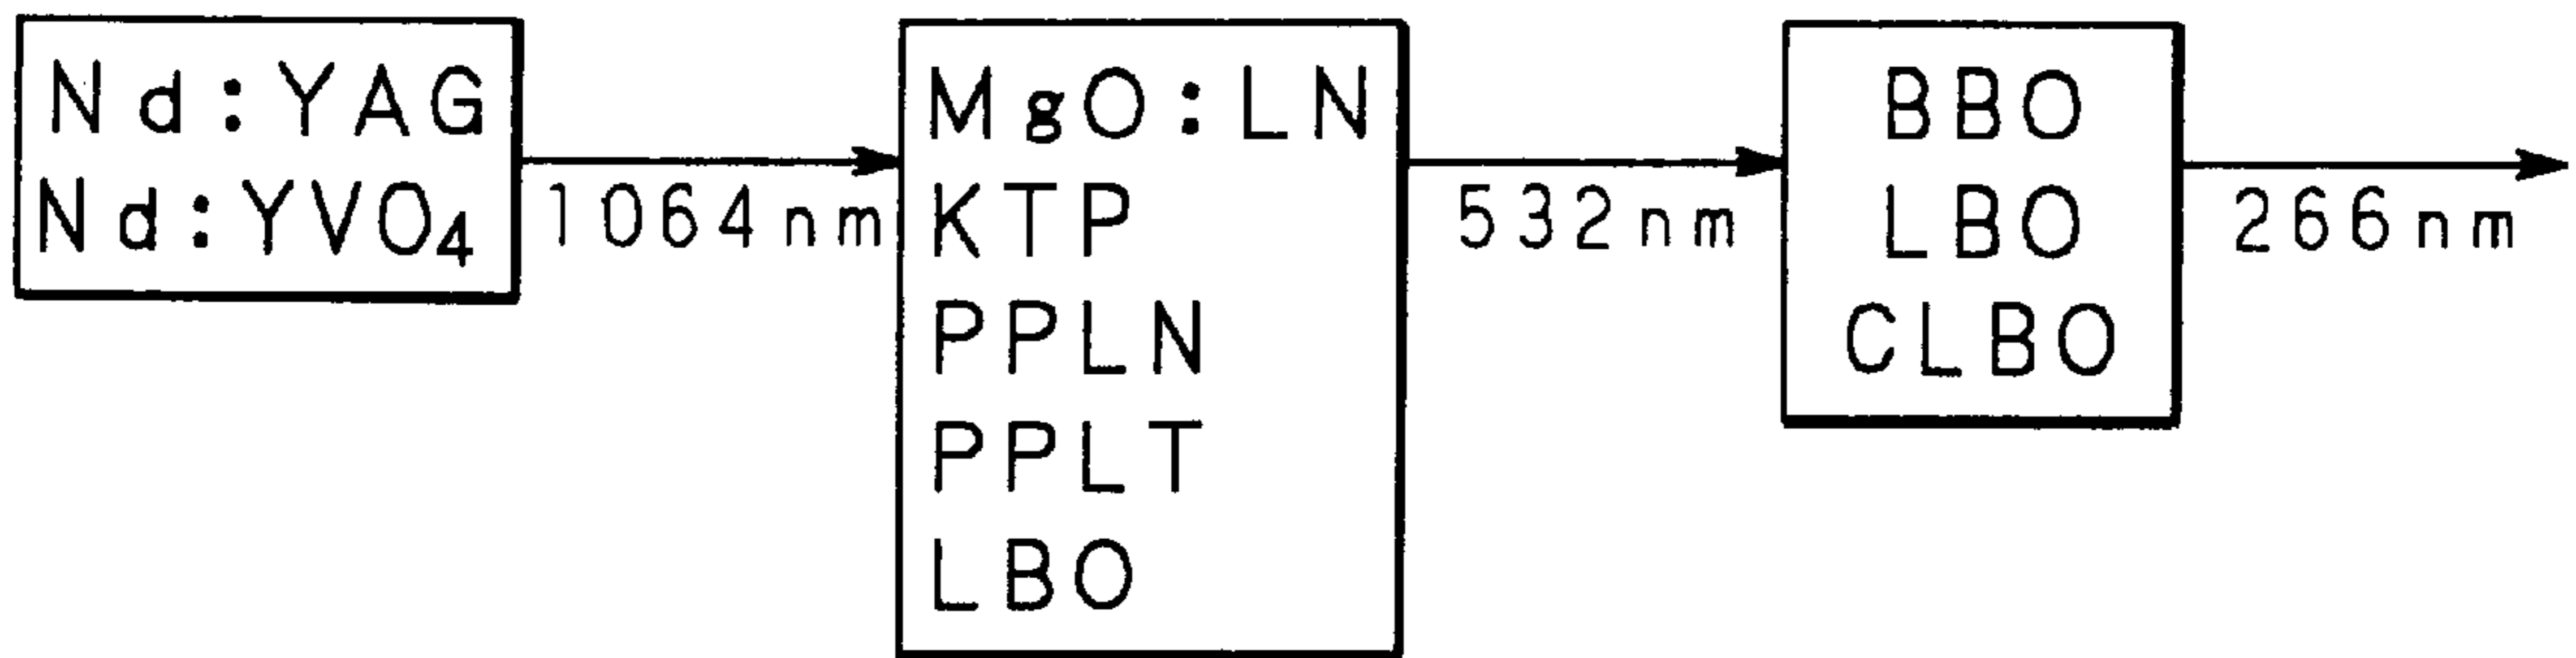 Nd:YAG
Nd:YVO₄
1064nm
MgO:LN
KTP
PPLN
PPLT
LBO
532nm
BBO
LBO
CLBO
266nm